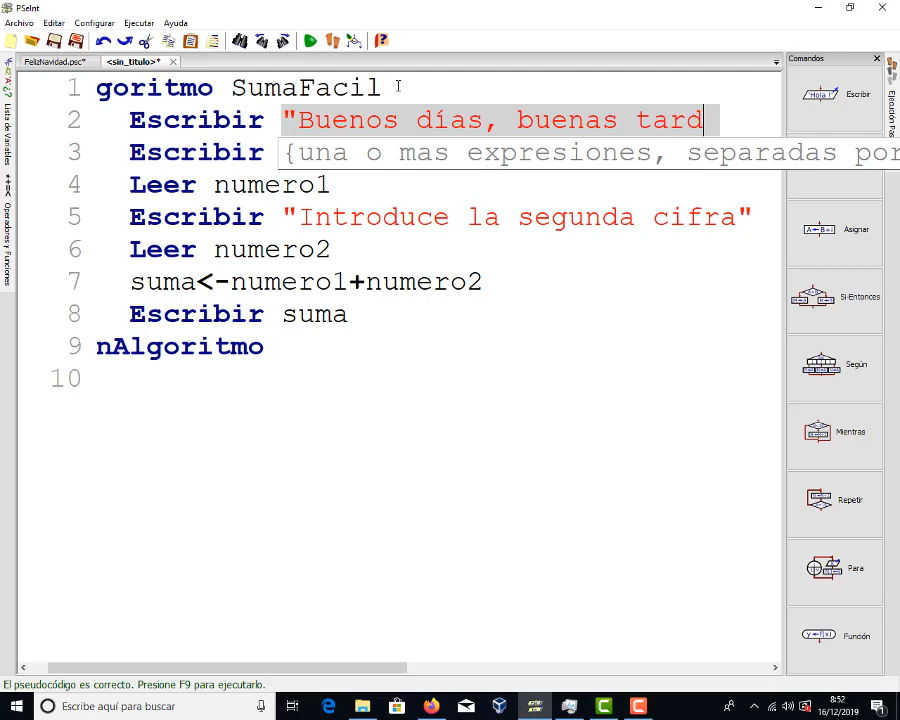 PSeInt
Archivo Editar Configurar Ejecutar Ayuda
FelizNavidad.psc* <sin_titulo>*
Comandos
1 goritmo SumaFacil
2 Escribir "Buenos días, buenas tard
3 Escribir {una o mas expresiones, separadas por
4 Leer numero1
5 Escribir "Introduce la segunda cifra"
6 Leer numero2
7 suma<-numero1+numero2
8 Escribir suma
9 nAlgoritmo
10
Lista de Variables
Operadores y Funciones
"Hola !" Escribir
A←B+i Asignar
Si-Entonces
Según
Mientras
Repetir
Para
y←f(x) Función
Ejecución Pas
El pseudocódigo es correcto. Presione F9 para ejecutarlo.
Escribe aquí para buscar
8:52
16/12/2019